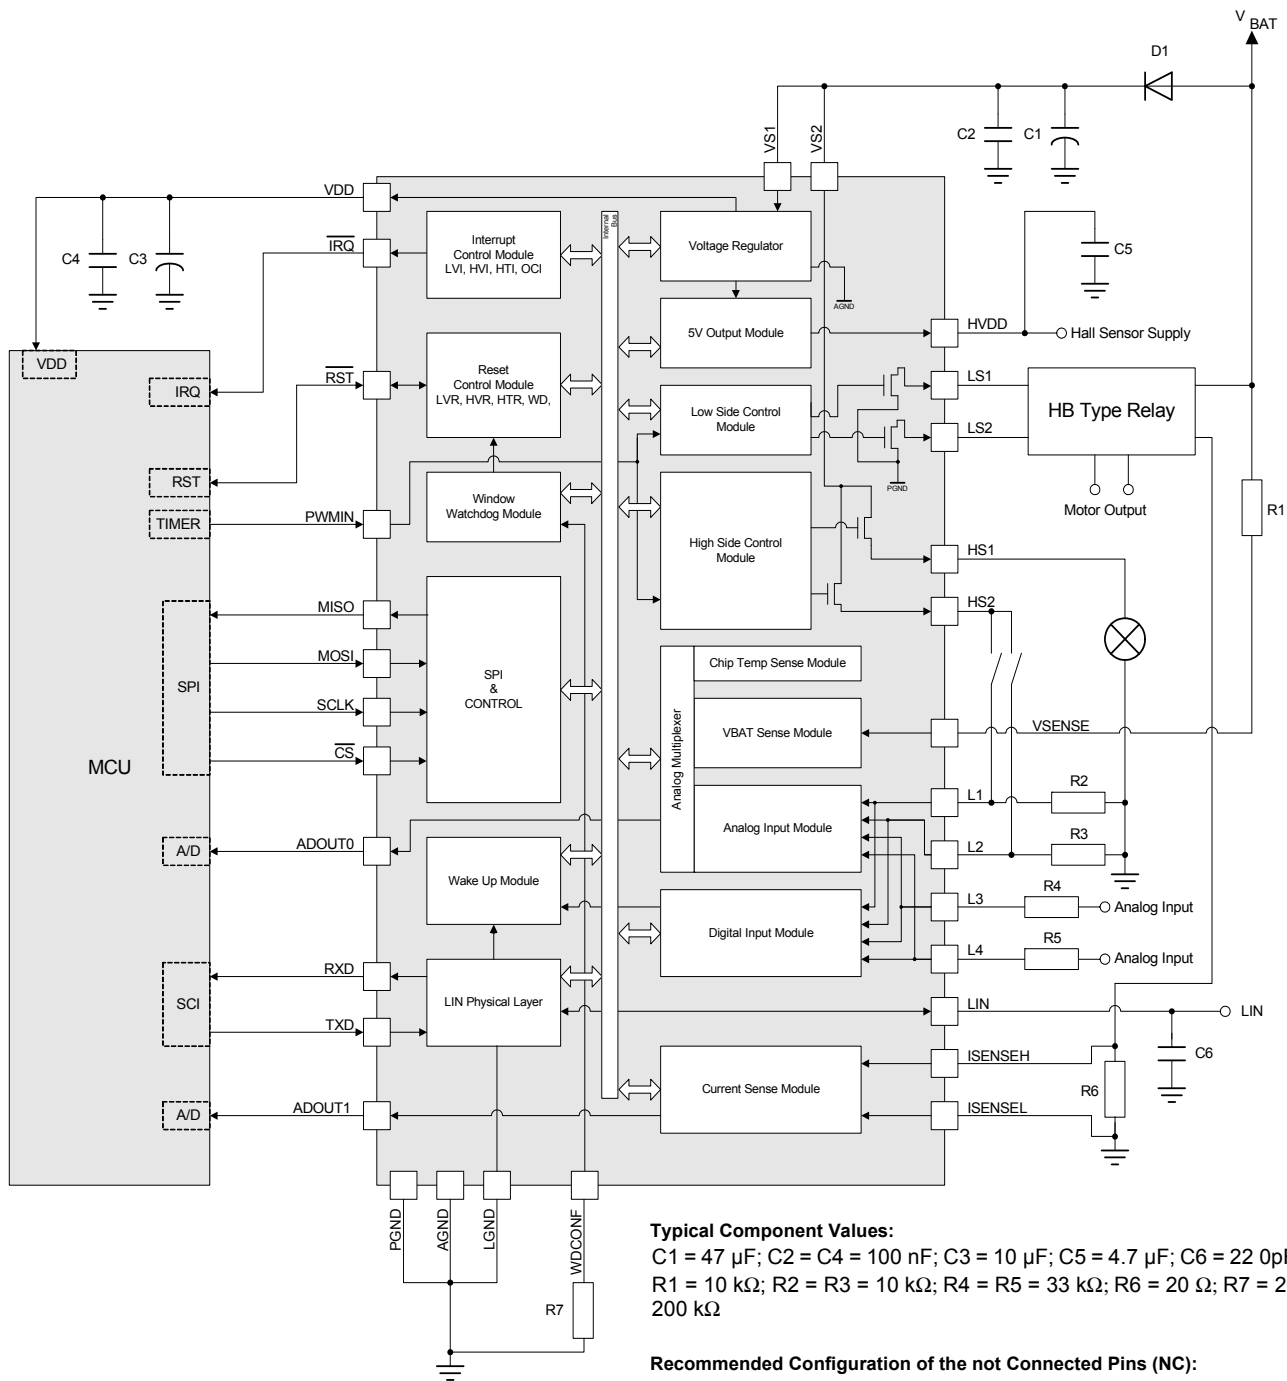 V BAT
D1
VS1
VS2
C2
C1
VDD
Internal Bus
IRQ
Interrupt
Control Module
LVI, HVI, HTI, OCI
Voltage Regulator
C4
C3
C5
AGND
HVDD
Hall Sensor Supply
5V Output Module
VDD
IRQ
RST
Reset
Control Module
LVR, HVR, HTR, WD,
LS1
Low Side Control
Module
HB Type Relay
LS2
RST
PGND
Motor Output
R1
TIMER
PWMIN
Window
Watchdog Module
High Side Control
Module
HS1
HS2
MISO
MOSI
SPI
SCLK
CS
SPI
&
CONTROL
Chip Temp Sense Module
Analog Multiplexer
VBAT Sense Module
VSENSE
MCU
L1
R2
Analog Input Module
L2
R3
A/D
ADOUT0
Wake Up Module
L3
R4
Analog Input
Digital Input Module
L4
R5
Analog Input
RXD
SCI
LIN Physical Layer
TXD
LIN
LIN
C6
ISENSEH
Current Sense Module
R6
A/D
ADOUT1
ISENSEL
PGND
AGND
LGND
WDCONF
R7
Typical Component Values:
C1 = 47 µF; C2 = C4 = 100 nF; C3 = 10 µF; C5 = 4.7 µF; C6 = 22 0p
R1 = 10 kΩ; R2 = R3 = 10 kΩ; R4 = R5 = 33 kΩ; R6 = 20 Ω; R7 = 2
200 kΩ
Recommended Configuration of the not Connected Pins (NC):